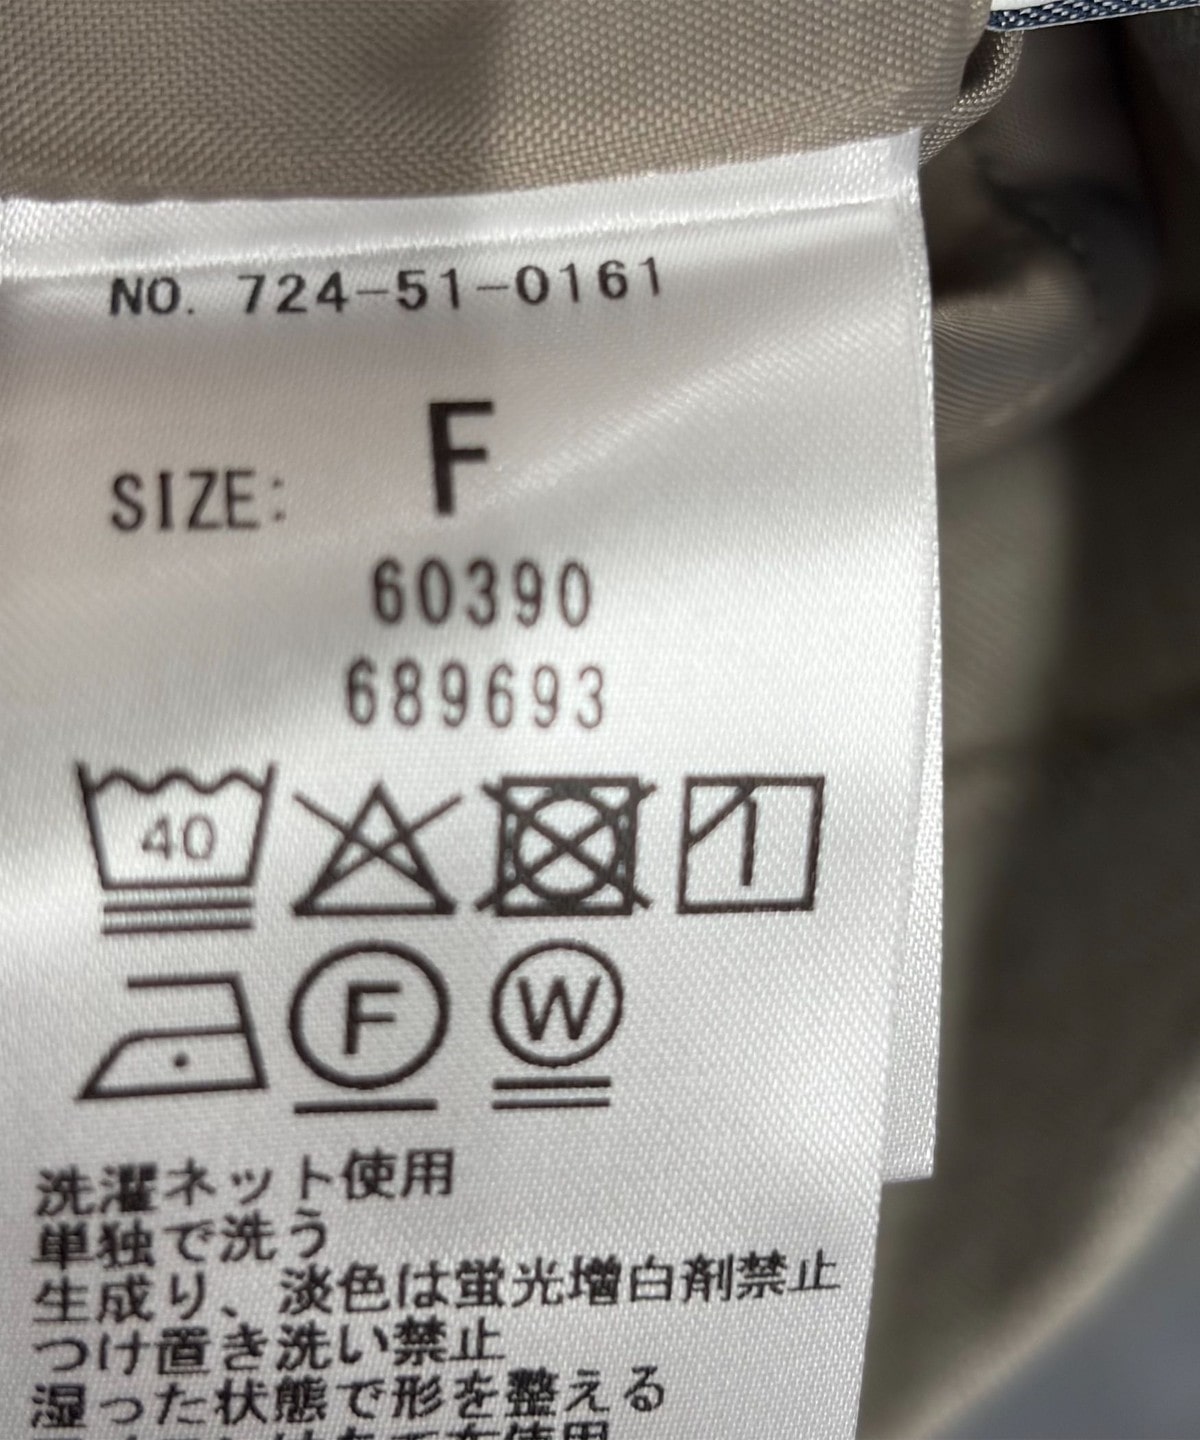 NO. 724-51-0161
SIZE: F
60390
689693
40
F W
洗濯ネット使用
単独で洗う
生成り、淡色は蛍光増白剤禁止
つけ置き洗い禁止
湿った状態で形を整える